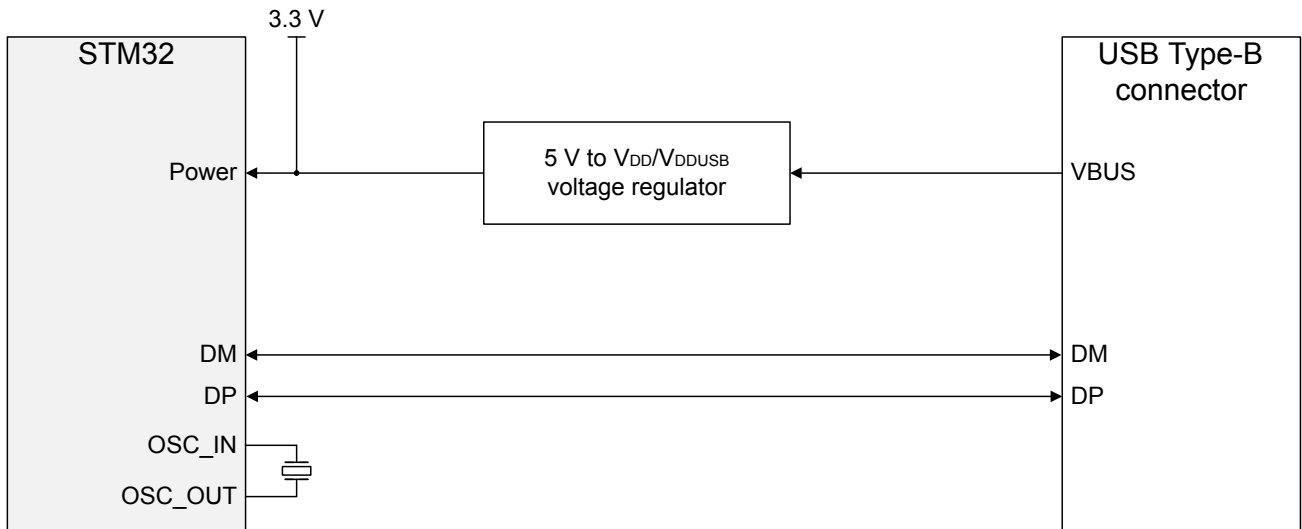 3.3 V
STM32
USB Type-B
connector
Power
5 V to VDD/VDDUSB
voltage regulator
VBUS
DM
DM
DP
DP
OSC_IN
OSC_OUT